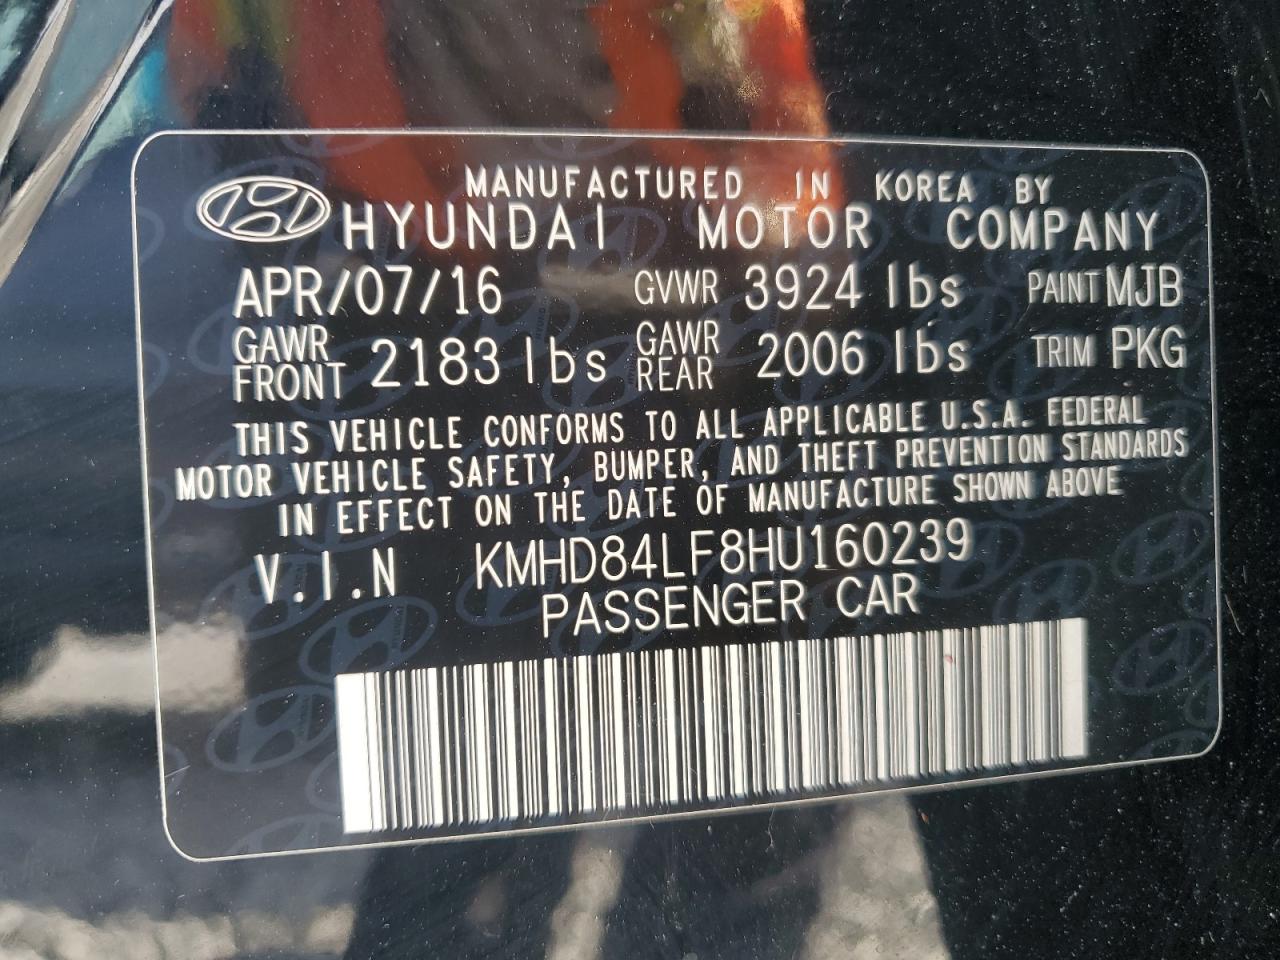 MANUFACTURED IN KOREA BY
HYUNDAI MOTOR COMPANY
APR/07/16 GVWR 3924 lbs PAINT MJB
GAWR FRONT 2183 lbs GAWR REAR 2006 lbs TRIM PKG
THIS VEHICLE CONFORMS TO ALL APPLICABLE U.S.A. FEDERAL
MOTOR VEHICLE SAFETY, BUMPER, AND THEFT PREVENTION STANDARDS
IN EFFECT ON THE DATE OF MANUFACTURE SHOWN ABOVE
V.I.N KMHD84LF8HU160239
PASSENGER CAR